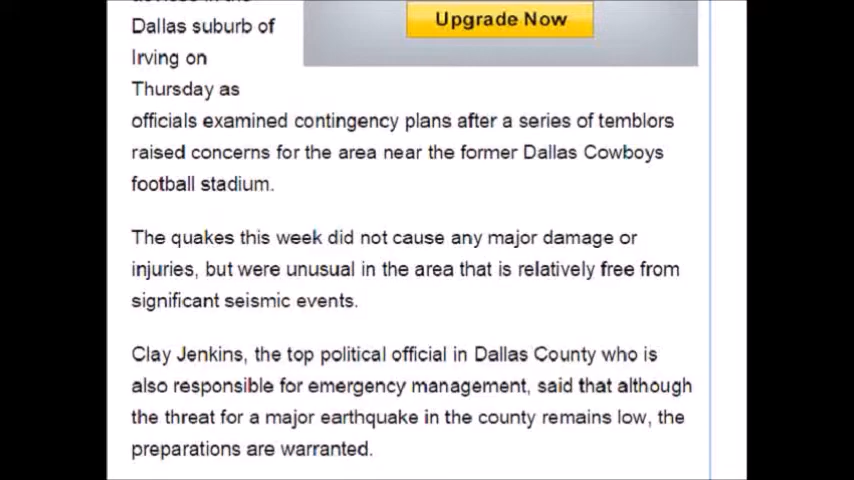 Upgrade Now
Dallas suburb of
Irving on
Thursday as
officials examined contingency plans after a series of temblors
raised concerns for the area near the former Dallas Cowboys
football stadium.
The quakes this week did not cause any major damage or
injuries, but were unusual in the area that is relatively free from
significant seismic events.
Clay Jenkins, the top political official in Dallas County who is
also responsible for emergency management, said that although
the threat for a major earthquake in the county remains low, the
preparations are warranted.